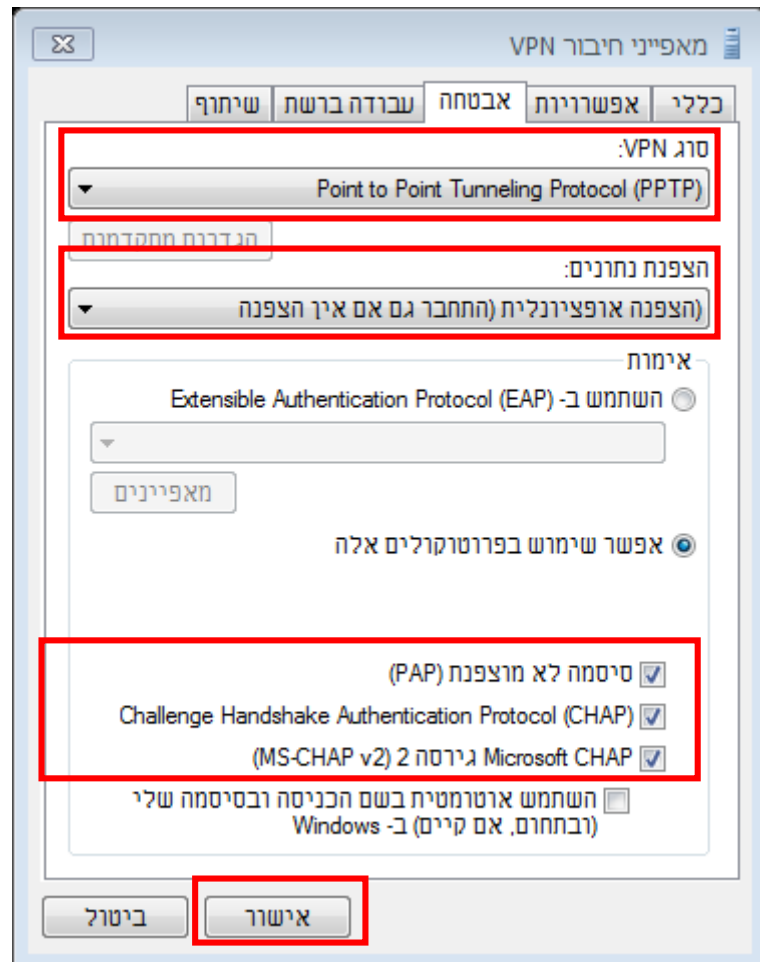 מאפייני חיבור VPN
כללי אפשרויות אבטחה עבודה ברשת שיתוף
סוג VPN:
Point to Point Tunneling Protocol (PPTP)
הגדרות מתקדמות
הצפנת נתונים:
(הצפנה אופציונלית (התחבר גם אם אין הצפנה
אימות
השתמש ב- Extensible Authentication Protocol (EAP)
מאפיינים
אפשר שימוש בפרוטוקולים אלה
סיסמה לא מוצפנת (PAP)
Challenge Handshake Authentication Protocol (CHAP)
Microsoft CHAP גירסה 2 (MS-CHAP v2)
השתמש אוטומטית בשם הכניסה ובסיסמה שלי
(ובתחום, אם קיים) ב- Windows
אישור ביטול